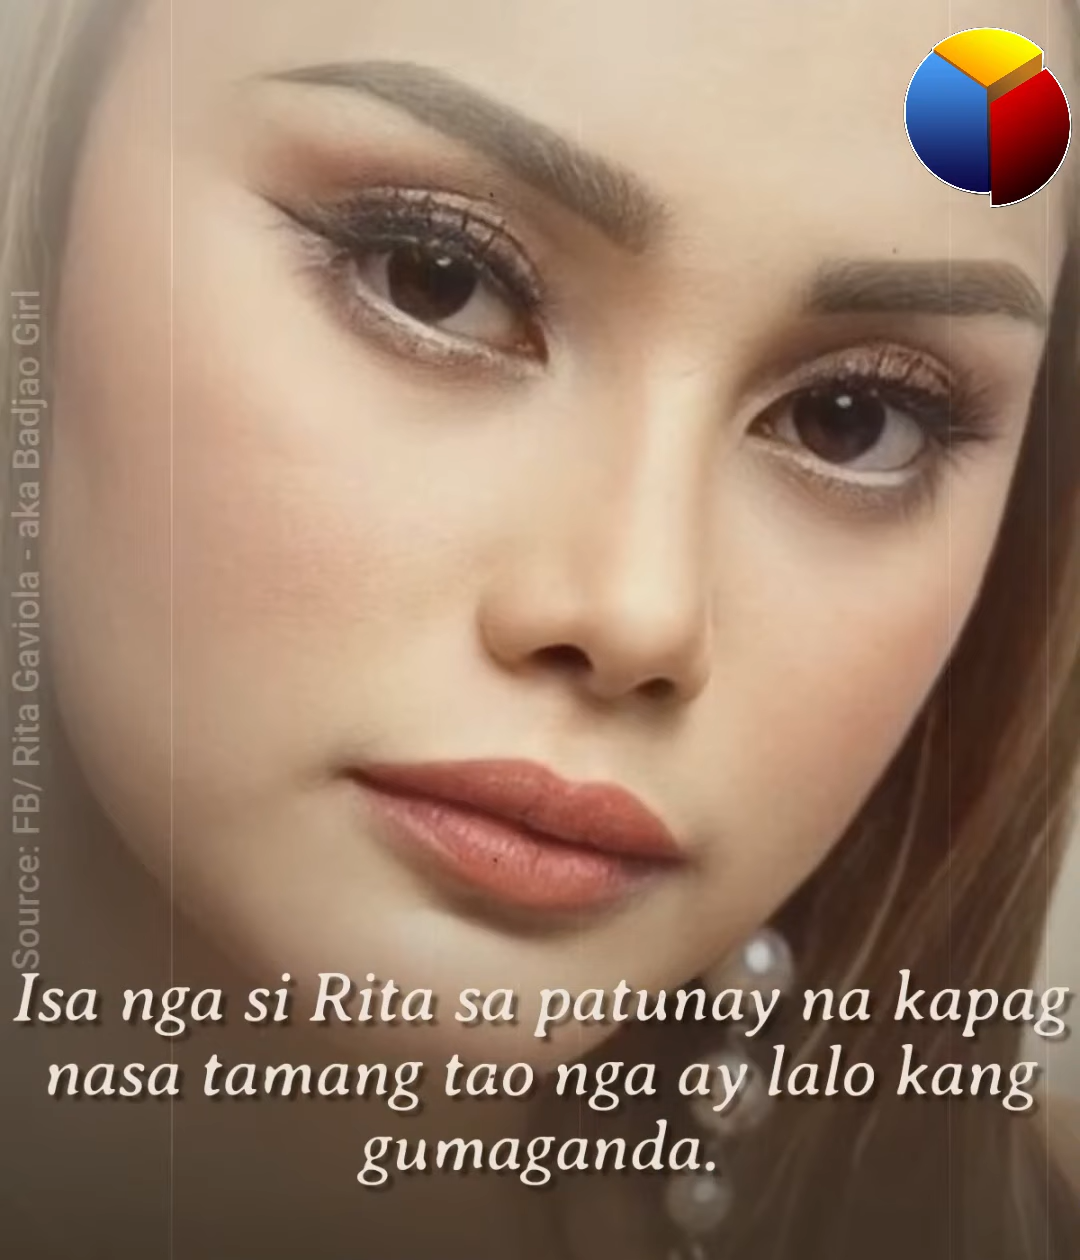 Source: FB/ Rita Gaviola - aka Badjao Girl
Isa nga si Rita sa patunay na kapag
nasa tamang tao nga ay lalo kang
gumaganda.